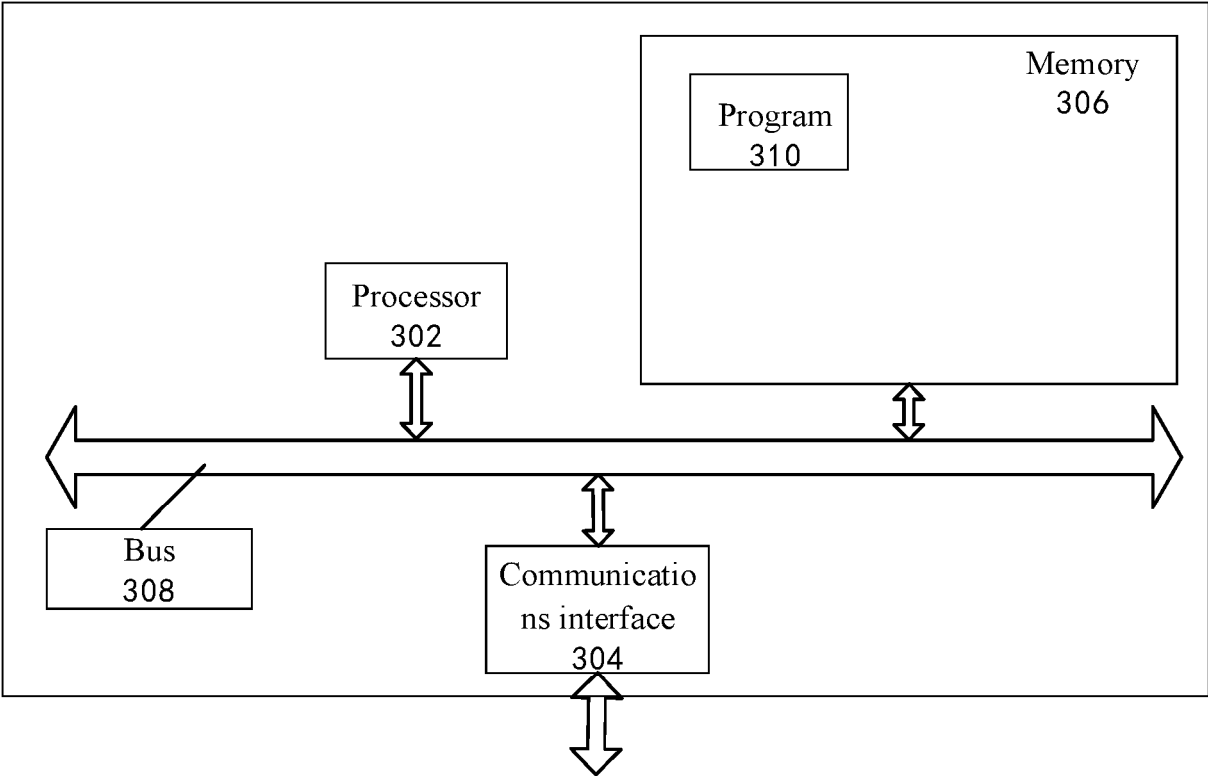 Memory
306
Program
310
Processor
302
Bus
308
Communicatio
ns interface
304